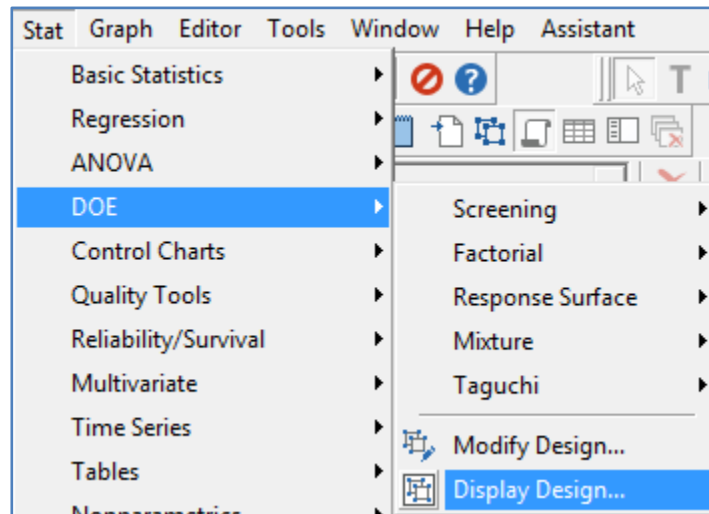 Stat Graph Editor Tools Window Help Assistant
Basic Statistics
Regression
ANOVA
DOE
Control Charts
Quality Tools
Reliability/Survival
Multivariate
Time Series
Tables
Nonparametrics
Screening
Factorial
Response Surface
Mixture
Taguchi
Modify Design...
Display Design...